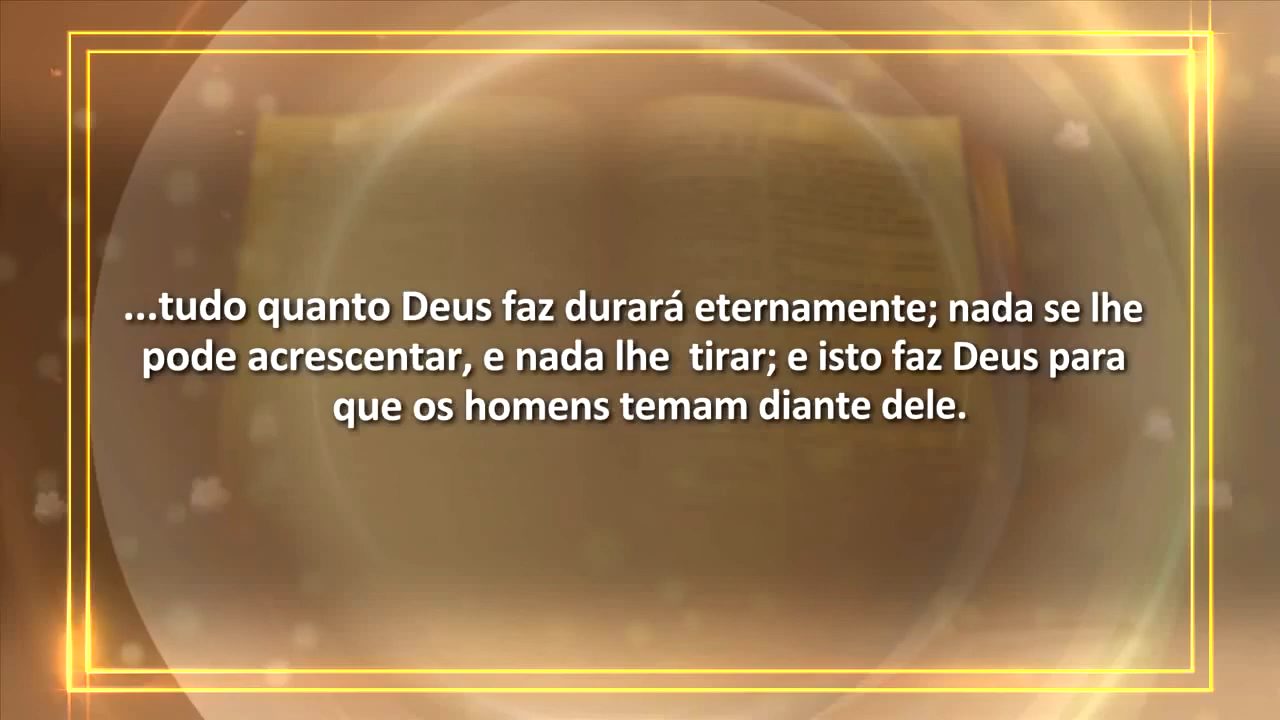 ...tudo quanto Deus faz durará eternamente; nada se lhe
pode acrescentar, e nada lhe  tirar; e isto faz Deus para
que os homens temam diante dele.